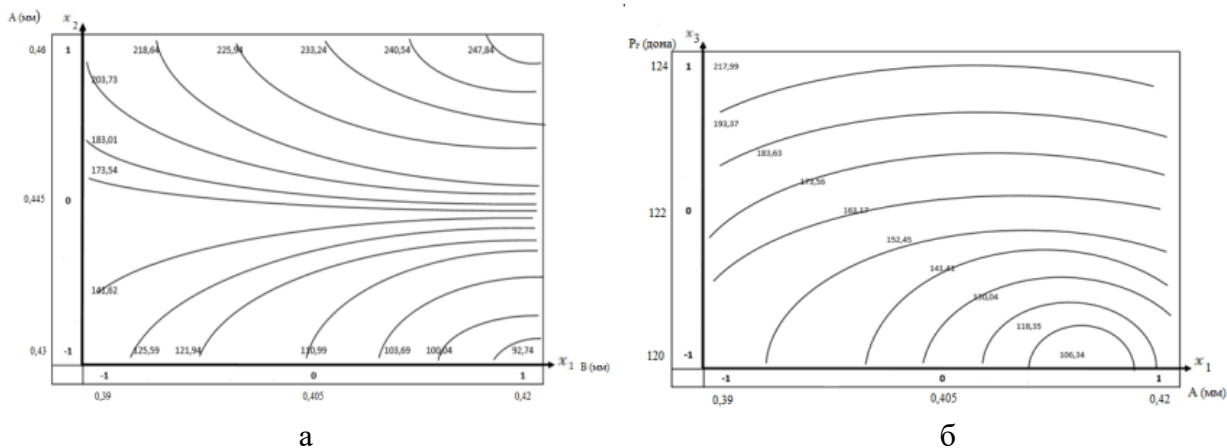 А (мм) x2
0,46 1 218,64 225,94 233,24 240,54 247,84
203,73
183,01
173,54
0,445 0
141,62
0,43 -1 125,59 121,94 110,99 103,69 100,04 92,74
x1 В (мм)
-1 0 1
0,39 0,405 0,42
а
Рг (дона) x3
124 1 217,99
193,37
183,63
173,56
122 0 163,17
152,45
141,41
130,04
118,35
120 -1 106,34
x1
-1 0 1
0,39 0,405 0,42 А (мм)
б